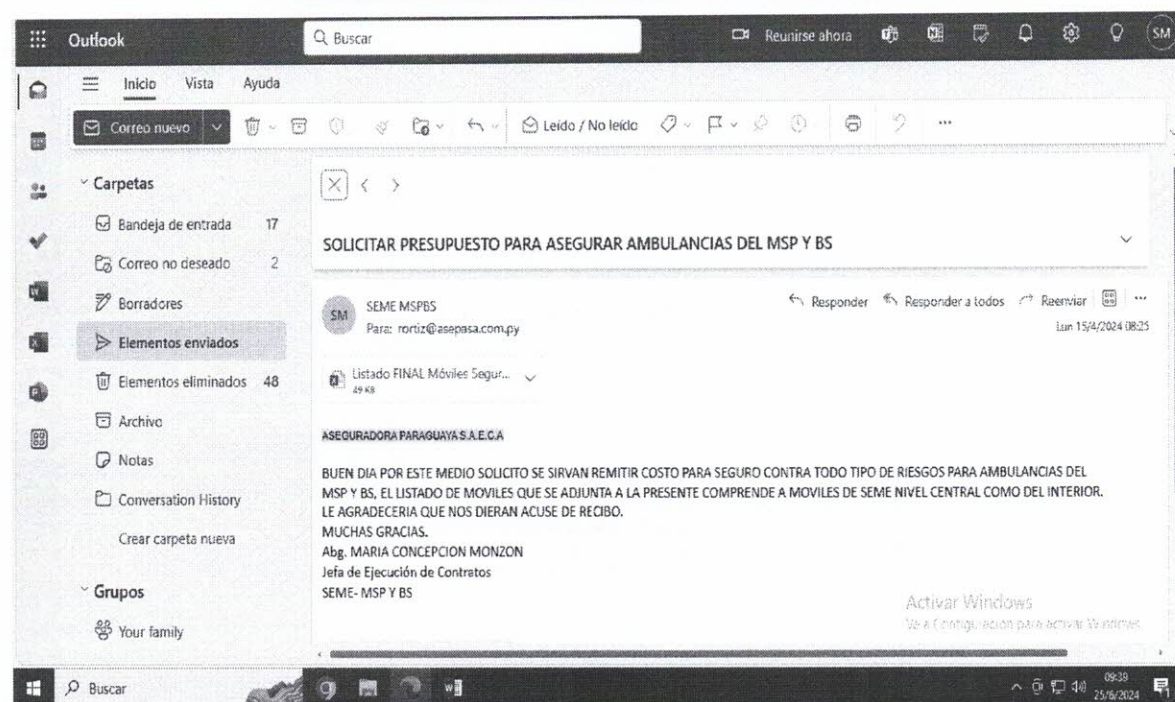 Outlook
Buscar
Reunirse ahora
SM
Inicio Vista Ayuda
Correo nuevo
Leído / No leído
Carpetas
Bandeja de entrada 17
Correo no deseado 2
Borradores
Elementos enviados
Elementos eliminados 48
Archivo
Notas
Conversation History
Crear carpeta nueva
Grupos
Your family
SOLICITAR PRESUPUESTO PARA ASEGURAR AMBULANCIAS DEL MSP Y BS
SM
SEME MSPBS
Para: rortiz@asepasa.com.py
Responder Responder a todos Reenviar
Lun 15/4/2024 08:25
Listado FINAL Móviles Segur...
49 KB
ASEGURADORA PARAGUAYA S.A.E.C.A
BUEN DIA POR ESTE MEDIO SOLICITO SE SIRVAN REMITIR COSTO PARA SEGURO CONTRA TODO TIPO DE RIESGOS PARA AMBULANCIAS DEL
MSP Y BS, EL LISTADO DE MOVILES QUE SE ADJUNTA A LA PRESENTE COMPRENDE A MOVILES DE SEME NIVEL CENTRAL COMO DEL INTERIOR.
LE AGRADECERIA QUE NOS DIERAN ACUSE DE RECIBO.
MUCHAS GRACIAS.
Abg. MARIA CONCEPCION MONZON
Jefa de Ejecución de Contratos
SEME- MSP Y BS
Activar Windows
Ve a Configuración para activar Windows.
Buscar
09:39
25/6/2024